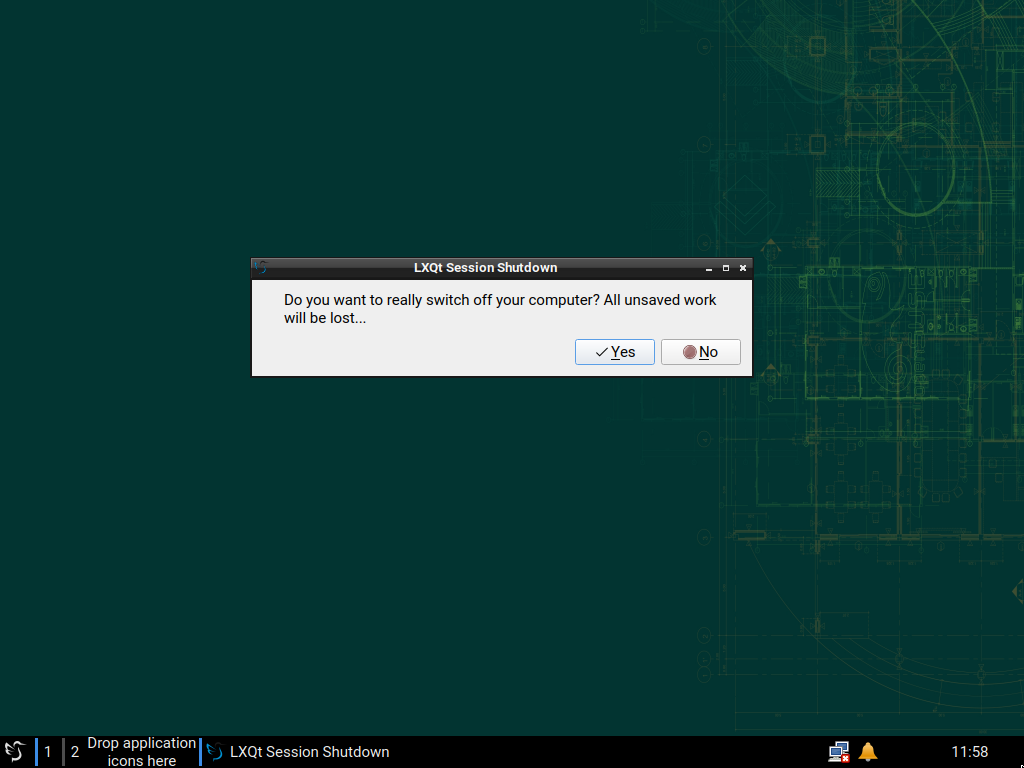 LXQt Session Shutdown
Do you want to really switch off your computer? All unsaved work
will be lost...
Yes
No
1
2
Drop application
icons here
LXQt Session Shutdown
11:58